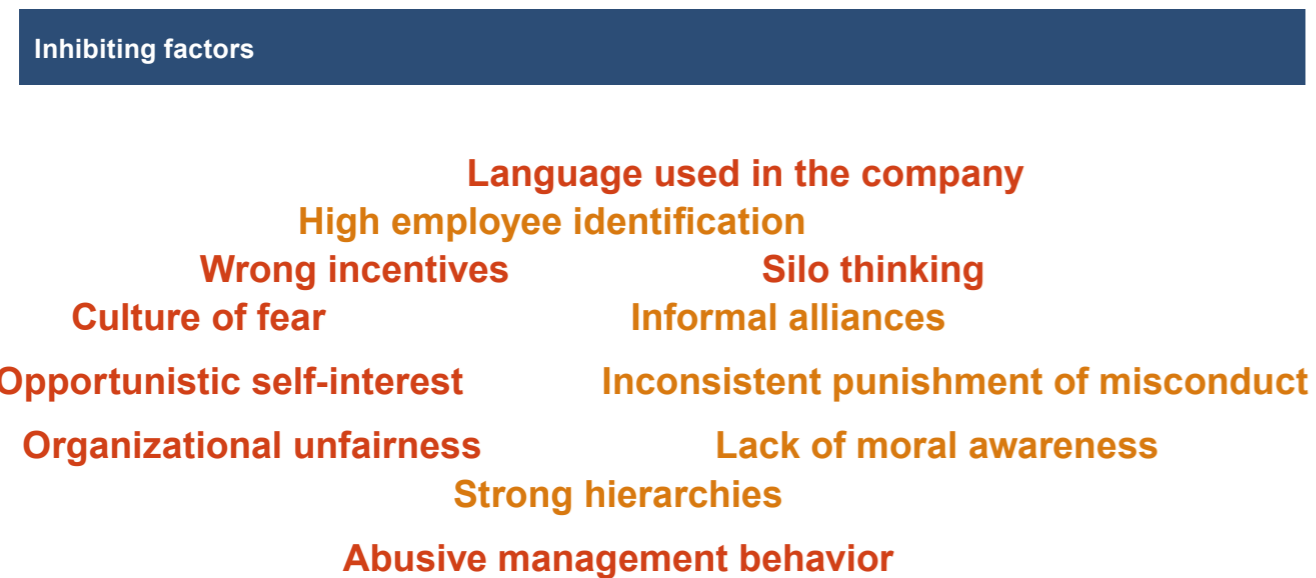 Inhibiting factors
Language used in the company
High employee identification
Wrong incentives
Silo thinking
Culture of fear
Informal alliances
Opportunistic self-interest
Inconsistent punishment of misconduct
Organizational unfairness
Lack of moral awareness
Strong hierarchies
Abusive management behavior